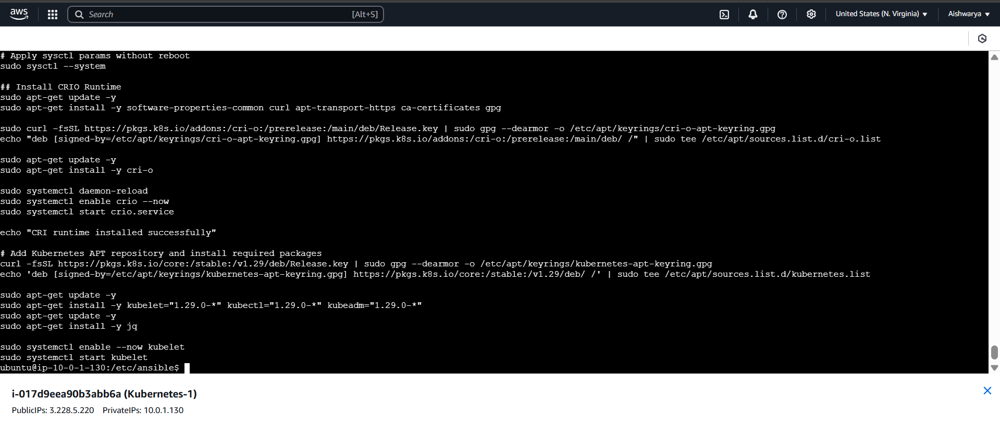 aws
Search
[Alt+S]
United States (N. Virginia)
Aishwarya
# Apply sysctl params without reboot
sudo sysctl --system
## Install CRIO Runtime
sudo apt-get update -y
sudo apt-get install -y software-properties-common curl apt-transport-https ca-certificates gpg
sudo curl -fsSL https://pkgs.k8s.io/addons:/cri-o:/prerelease:/main/deb/Release.key | sudo gpg --dearmor -o /etc/apt/keyrings/cri-o-apt-keyring.gpg
echo "deb [signed-by=/etc/apt/keyrings/cri-o-apt-keyring.gpg] https://pkgs.k8s.io/addons:/cri-o:/prerelease:/main/deb/ /" | sudo tee /etc/apt/sources.list.d/cri-o.list
sudo apt-get update -y
sudo apt-get install -y cri-o
sudo systemctl daemon-reload
sudo systemctl enable crio --now
sudo systemctl start crio.service
echo "CRI runtime installed successfully"
# Add Kubernetes APT repository and install required packages
curl -fsSL https://pkgs.k8s.io/core:/stable:/v1.29/deb/Release.key | sudo gpg --dearmor -o /etc/apt/keyrings/kubernetes-apt-keyring.gpg
echo 'deb [signed-by=/etc/apt/keyrings/kubernetes-apt-keyring.gpg] https://pkgs.k8s.io/core:/stable:/v1.29/deb/ /' | sudo tee /etc/apt/sources.list.d/kubernetes.list
sudo apt-get update -y
sudo apt-get install -y kubelet="1.29.0-*" kubectl="1.29.0-*" kubeadm="1.29.0-*"
sudo apt-get update -y
sudo apt-get install -y jq
sudo systemctl enable --now kubelet
sudo systemctl start kubelet
ubuntu@ip-10-0-1-130:/etc/ansible$
i-017d9eea90b3abb6a (Kubernetes-1)
PublicIPs: 3.228.5.220 PrivateIPs: 10.0.1.130